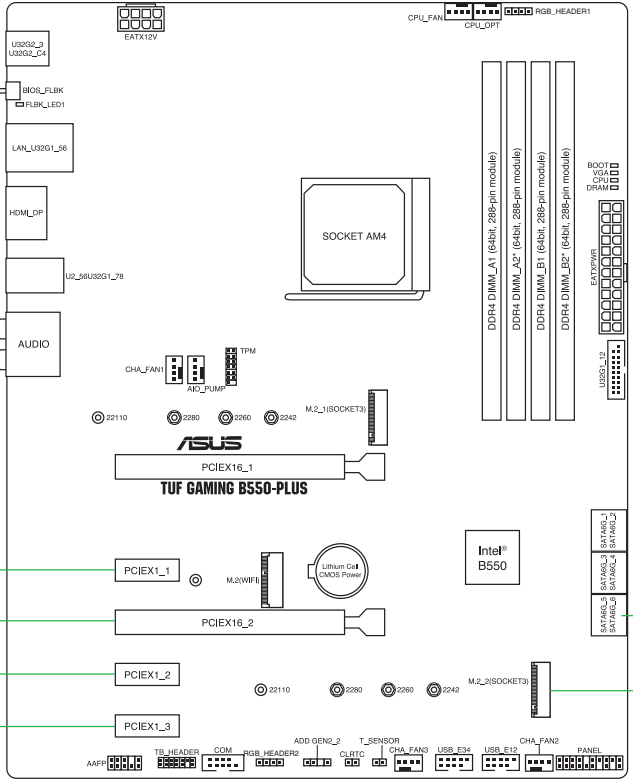 CPU_FAN
CPU_OPT
RGB_HEADER1
EATX12V
U32G2_3
U32G2_C4
BIOS_FLBK
FLBK_LED1
LAN_U32G1_56
HDMI_DP
U2_56U32G1_78
AUDIO
SOCKET AM4
DDR4 DIMM_A1 (64bit, 288-pin module)
DDR4 DIMM_A2* (64bit, 288-pin module)
DDR4 DIMM_B1 (64bit, 288-pin module)
DDR4 DIMM_B2* (64bit, 288-pin module)
BOOT
VGA
CPU
DRAM
EATXPWR
U32G1_12
CHA_FAN1
AIO_PUMP
TPM
22110
2280
2260
2242
M.2_1(SOCKET3)
ASUS
PCIEX16_1
TUF GAMING B550-PLUS
SATA6G_1
SATA6G_2
SATA6G_3
SATA6G_4
SATA6G_5
SATA6G_6
Intel®
B550
PCIEX1_1
M.2(WIFI)
Lithium Cell
CMOS Power
PCIEX16_2
PCIEX1_2
22110
2280
2260
2242
M.2_2(SOCKET3)
PCIEX1_3
AAFP
TB_HEADER
COM
RGB_HEADER2
ADD GEN2_2
CLRTC
T_SENSOR
CHA_FAN3
USB_E34
USB_E12
CHA_FAN2
PANEL